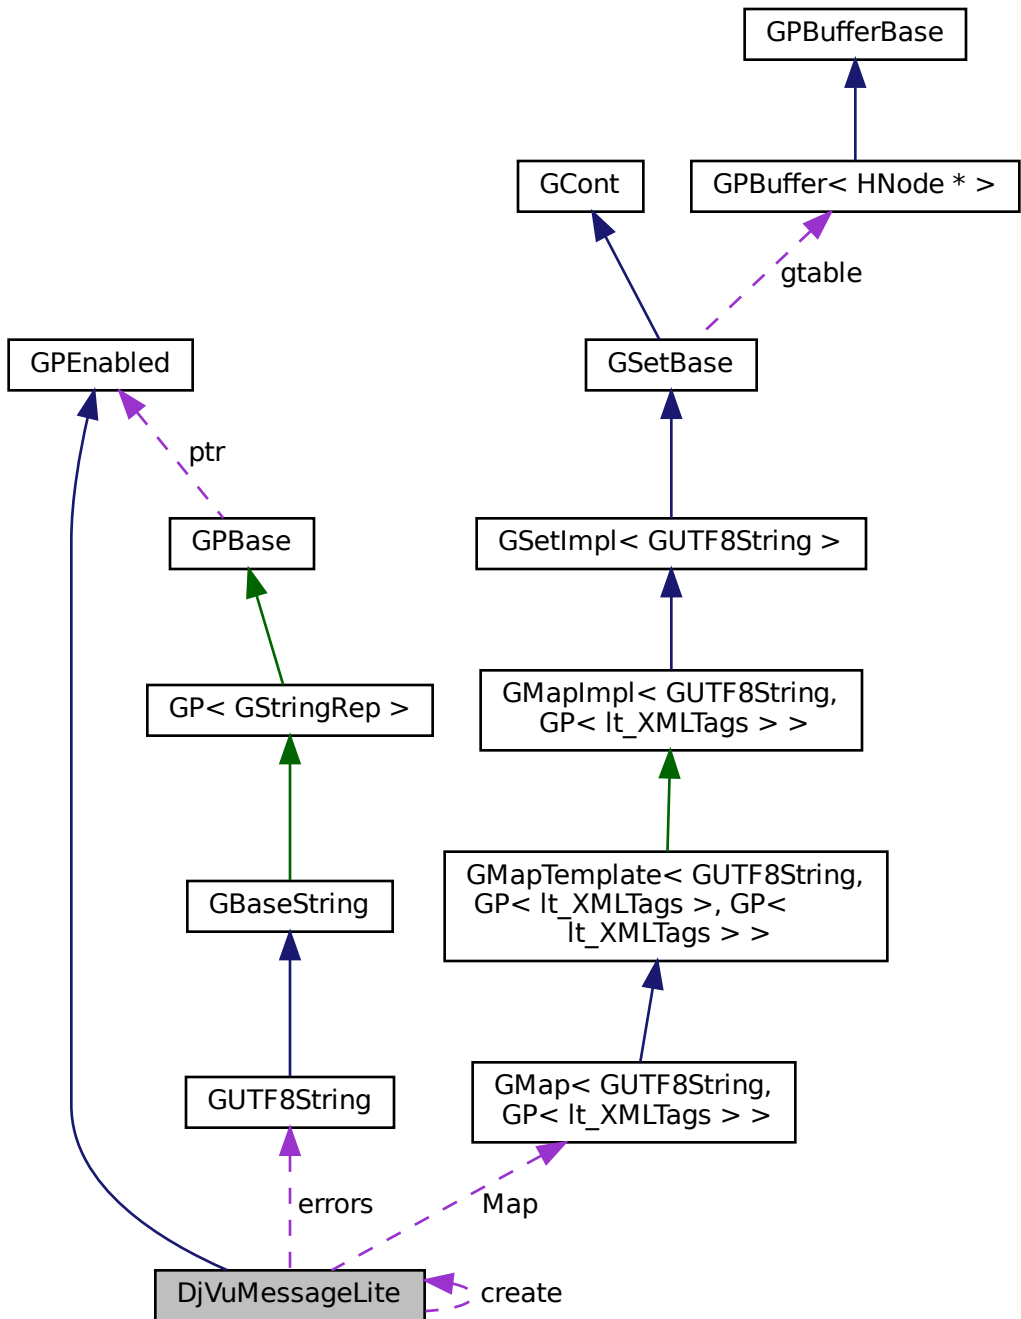 GPBufferBase
GCont
GPBuffer< HNode * >
gtable
GPEnabled
GSetBase
ptr
GPBase
GSetImpl< GUTF8String >
GP< GStringRep >
GMapImpl< GUTF8String,
GP< lt_XMLTags > >
GBaseString
GMapTemplate< GUTF8String,
GP< lt_XMLTags >, GP<
lt_XMLTags > >
GUTF8String
GMap< GUTF8String,
GP< lt_XMLTags > >
errors
Map
DjVuMessageLite
create